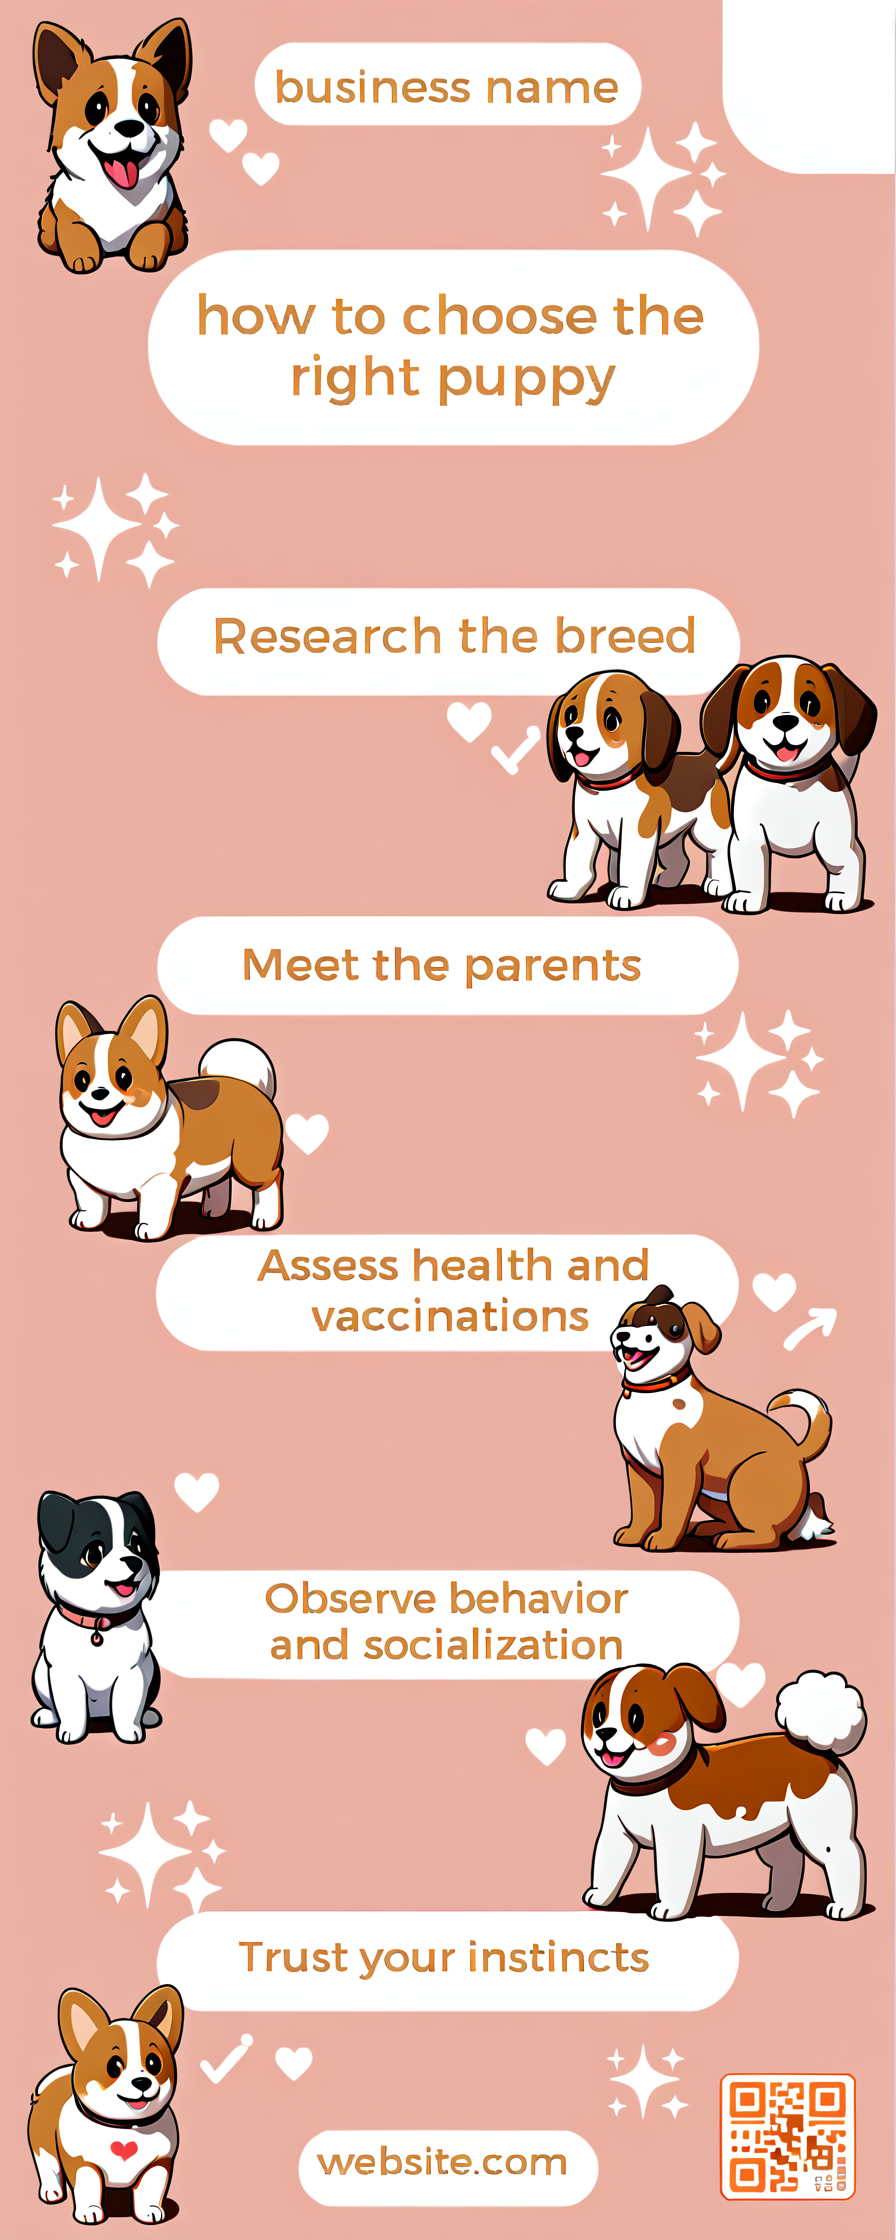 business name
how to choose the
right puppy
Research the breed
Meet the parents
Assess health and
vaccinations
Observe behavior
and socialization
Trust your instincts
website.com